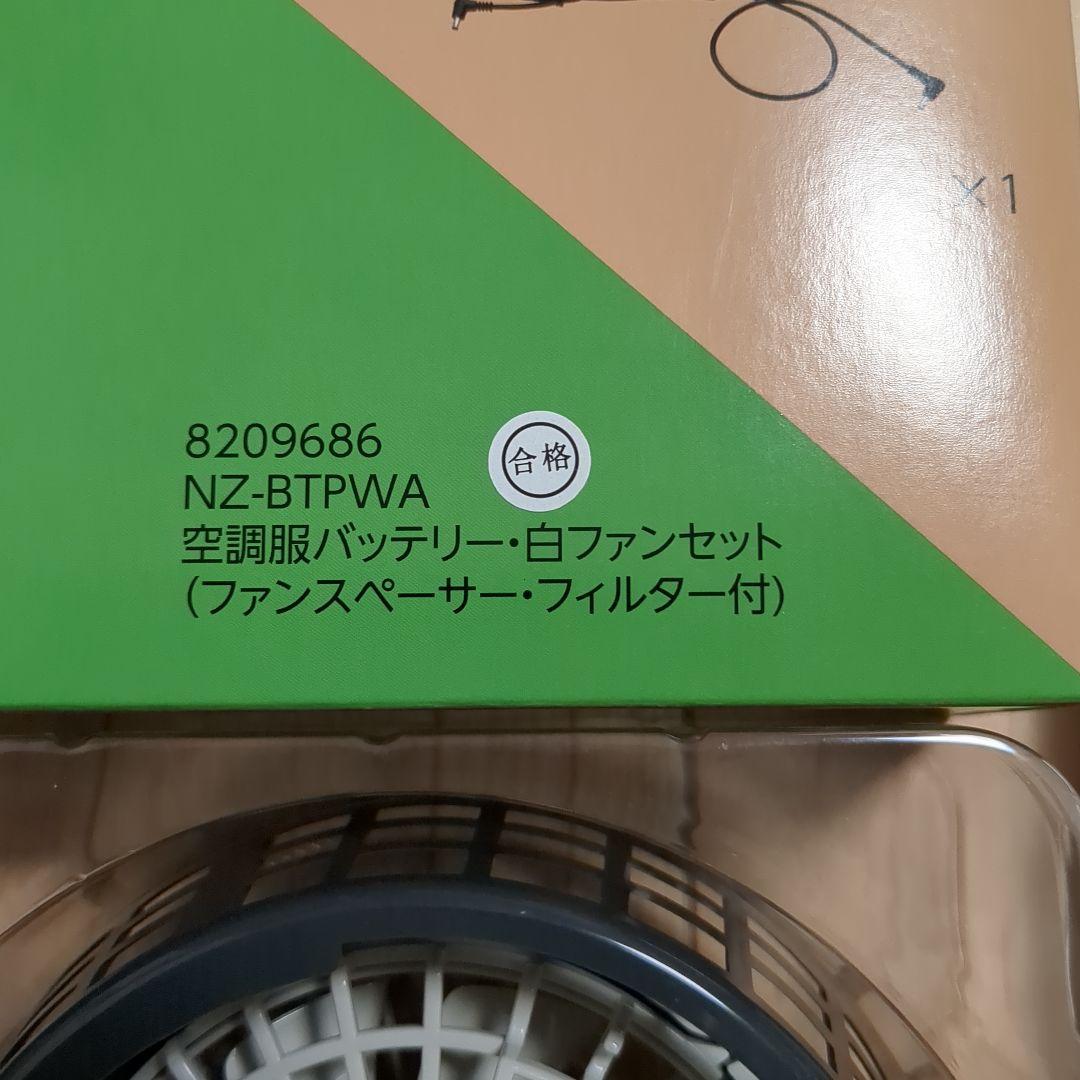 ×1
8209686
合格
NZ-BTPWA
空調服バッテリー・白ファンセット
(ファンスペーサー・フィルター付)